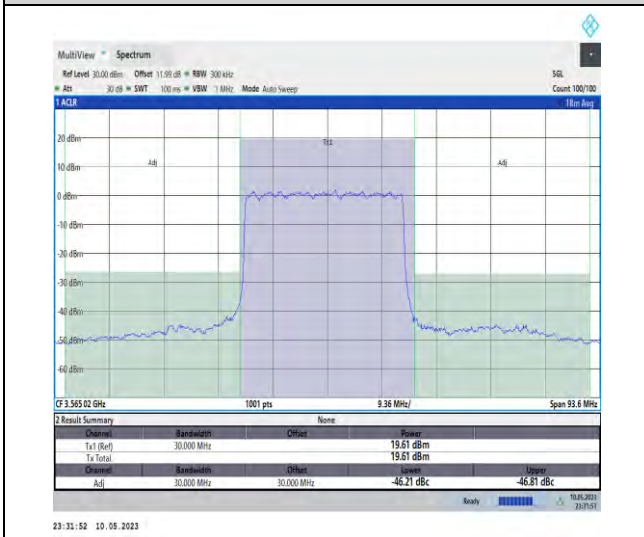 MultiView Spectrum
Ref Level 30.00 dBm Offset 11.99 dB RBW 300 kHz SGL
Att 30 dB SWT 100 ms VBW 1 MHz Mode Auto Sweep Count 100/100
1 ACLR
20 dBm
Tx1
Adj
Adj
10 dBm
0 dBm
-10 dBm
-20 dBm
-30 dBm
-40 dBm
-50 dBm
-60 dBm
CF 3.565 02 GHz 1001 pts 9.36 MHz/ Span 93.6 MHz
2 Result Summary None
Channel Bandwidth Offset Power
Tx1 (Ref) 30.000 MHz 19.61 dBm
Tx Total 19.61 dBm
Channel Bandwidth Offset Lower Upper
Adj 30.000 MHz 30.000 MHz -46.21 dBc -46.81 dBc
Ready 10.05.2023
23:31:51
23:31:52 10.05.2023